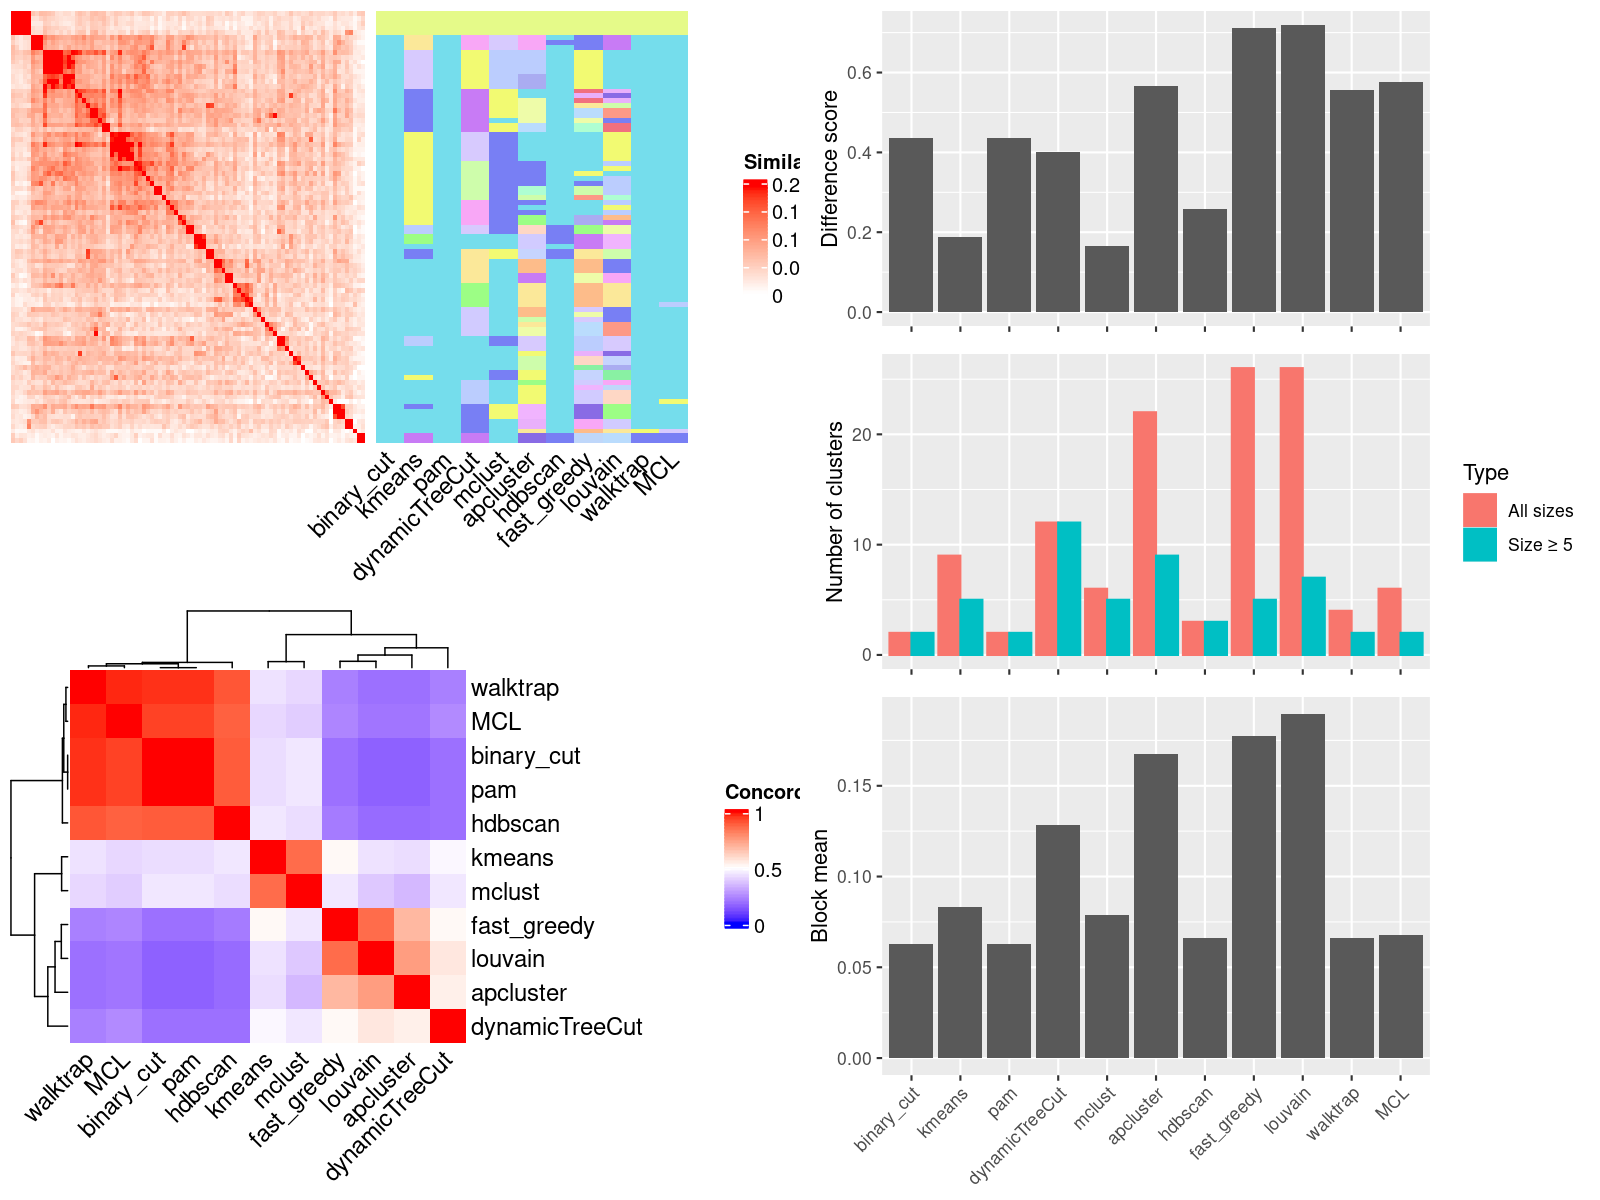 Simila
0.2
0.1
0.1
0.0
0
binary_cut
kmeans
pam
dynamicTreeCut
mclust
apcluster
hdbscan
fast_greedy
louvain
walktrap
MCL
walktrap
MCL
binary_cut
pam
hdbscan
kmeans
mclust
fast_greedy
louvain
apcluster
dynamicTreeCut
walktrap
MCL
binary_cut
pam
hdbscan
kmeans
mclust
fast_greedy
louvain
apcluster
dynamicTreeCut
Concord
1
0.5
0
Difference score
0.6
0.4
0.2
0.0
Number of clusters
20
10
0
Type
All sizes
Size ≥ 5
Block mean
0.15
0.10
0.05
0.00
binary_cut
kmeans
pam
dynamicTreeCut
mclust
apcluster
hdbscan
fast_greedy
louvain
walktrap
MCL